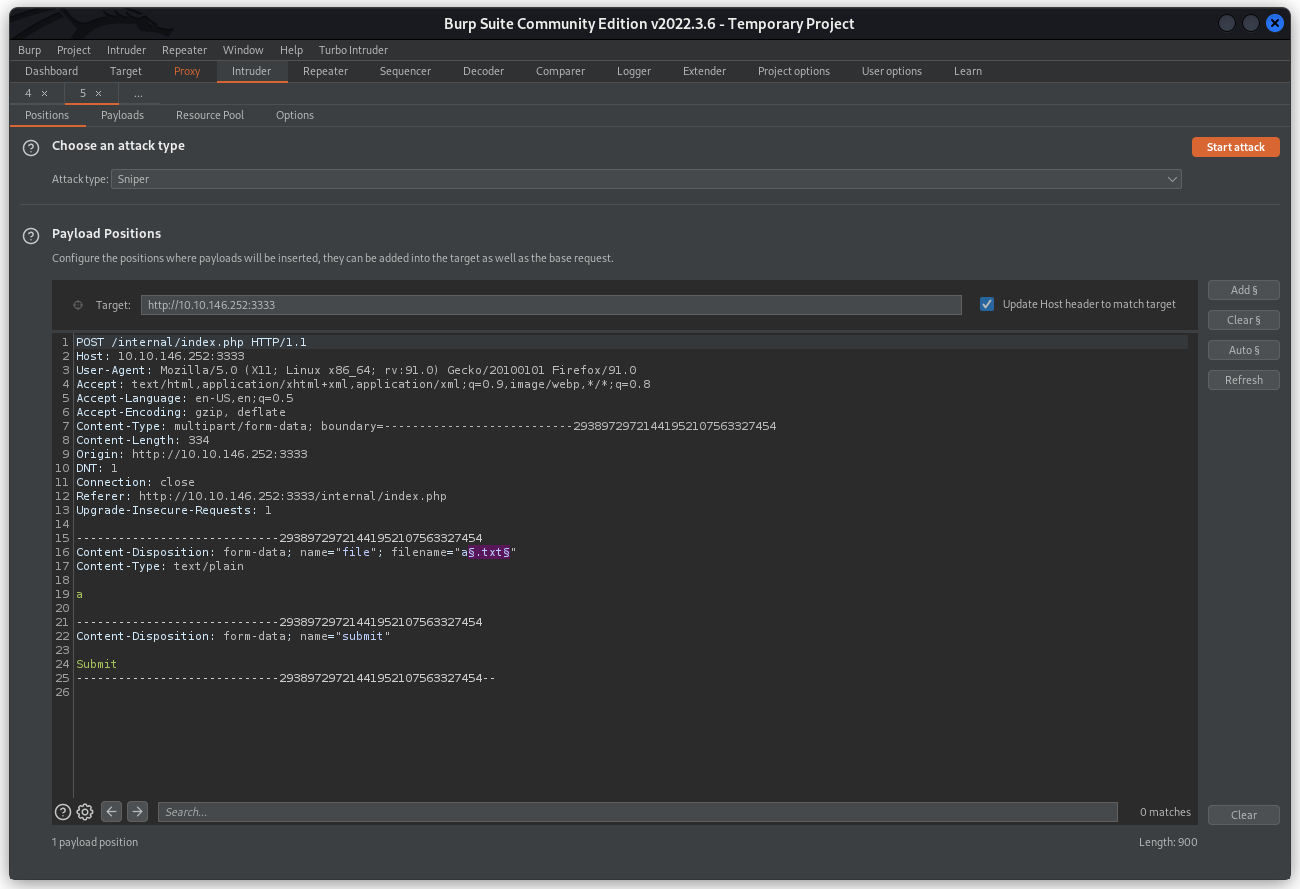 Burp Suite Community Edition v2022.3.6 - Temporary Project
Burp Project Intruder Repeater Window Help Turbo Intruder
Dashboard Target Proxy Intruder Repeater Sequencer Decoder Comparer Logger Extender Project options User options Learn
4 × 5 × ...
Positions Payloads Resource Pool Options
? Choose an attack type
Start attack
Attack type: Sniper
? Payload Positions
Configure the positions where payloads will be inserted, they can be added into the target as well as the base request.
Target: http://10.10.146.252:3333
Update Host header to match target
Add §
Clear §
Auto §
Refresh
1 POST /internal/index.php HTTP/1.1
2 Host: 10.10.146.252:3333
3 User-Agent: Mozilla/5.0 (X11; Linux x86_64; rv:91.0) Gecko/20100101 Firefox/91.0
4 Accept: text/html,application/xhtml+xml,application/xml;q=0.9,image/webp,*/*;q=0.8
5 Accept-Language: en-US,en;q=0.5
6 Accept-Encoding: gzip, deflate
7 Content-Type: multipart/form-data; boundary=---------------------------293897297214419521075​63327454
8 Content-Length: 334
9 Origin: http://10.10.146.252:3333
10 DNT: 1
11 Connection: close
12 Referer: http://10.10.146.252:3333/internal/index.php
13 Upgrade-Insecure-Requests: 1
14
15 -----------------------------29389729721441952107563327454
16 Content-Disposition: form-data; name="file"; filename="a§.txt§"
17 Content-Type: text/plain
18
19 a
20
21 -----------------------------29389729721441952107563327454
22 Content-Disposition: form-data; name="submit"
23
24 Submit
25 -----------------------------29389729721441952107563327454--
26
? Search... 0 matches
Clear
1 payload position
Length: 900